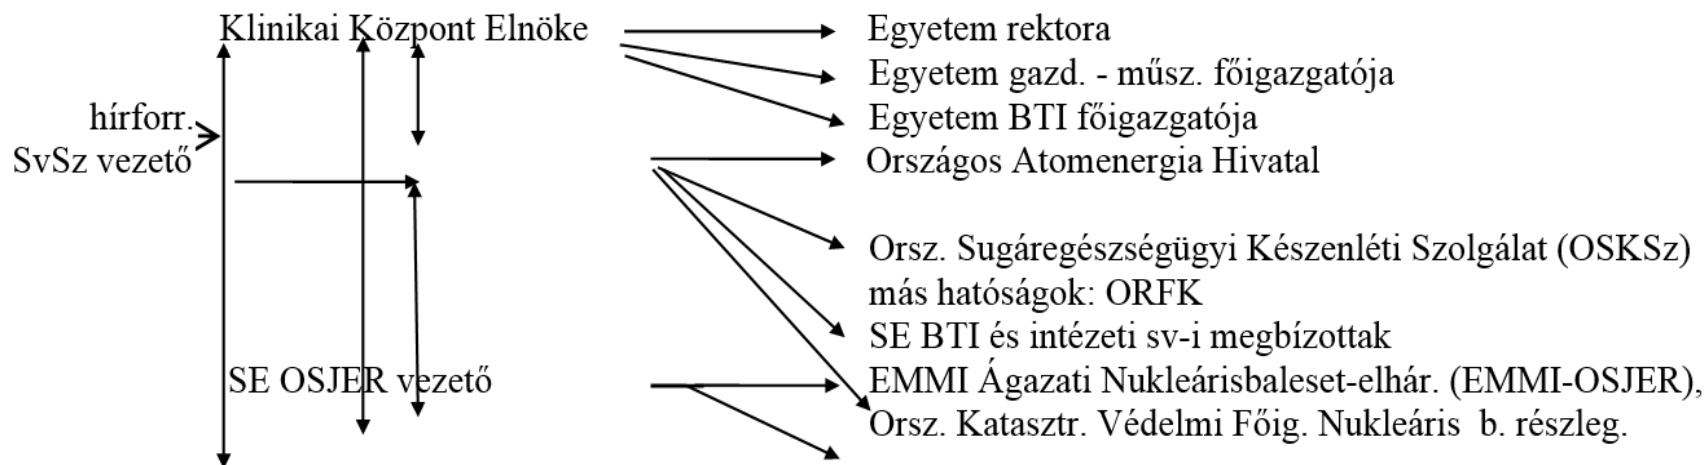 Klinikai Központ Elnöke
Egyetem rektora
Egyetem gazd. - műsz. főigazgatója
hírforr.
Egyetem BTI főigazgatója
SvSz vezető
Országos Atomenergia Hivatal
Orsz. Sugáregészségügyi Készenléti Szolgálat (OSKSz)
más hatóságok: ORFK
SE BTI és intézeti sv-i megbízottak
SE OSJER vezető
EMMI Ágazati Nukleárisbaleset-elhár. (EMMI-OSJER),
Orsz. Katasztr. Védelmi Főig. Nukleáris b. részleg.